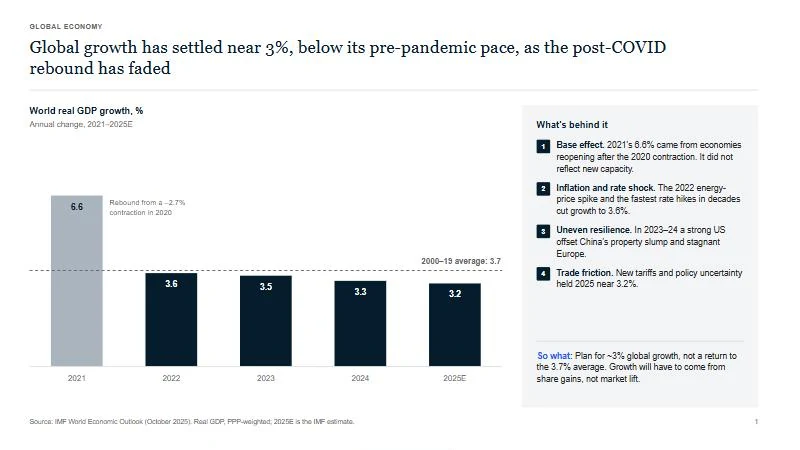 GLOBAL ECONOMY
Global growth has settled near 3%, below its pre-pandemic pace, as the post-COVID
rebound has faded
World real GDP growth, %
Annual change, 2021–2025E
6.6
Rebound from a –2.7%
contraction in 2020
2000–19 average: 3.7
3.6
3.5
3.3
3.2
2021
2022
2023
2024
2025E
What's behind it
1 Base effect. 2021's 6.6% came from economies
reopening after the 2020 contraction. It did not
reflect new capacity.
2 Inflation and rate shock. The 2022 energy-
price spike and the fastest rate hikes in decades
cut growth to 3.6%.
3 Uneven resilience. In 2023–24 a strong US
offset China's property slump and stagnant
Europe.
4 Trade friction. New tariffs and policy uncertainty
held 2025 near 3.2%.
So what: Plan for ~3% global growth, not a return to
the 3.7% average. Growth will have to come from
share gains, not market lift.
Source: IMF World Economic Outlook (October 2025). Real GDP, PPP-weighted; 2025E is the IMF estimate.
1